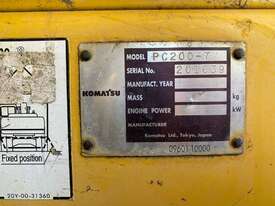 KOMATSU
MODEL PC200-7
SERIAL No.
MANUFACT. YEAR
MASS kg
ENGINE POWER kW
MANUFACTURER
Komatsu Ltd., Tokyo, Japan
09601-10000
Fixed position
20Y-00-31360